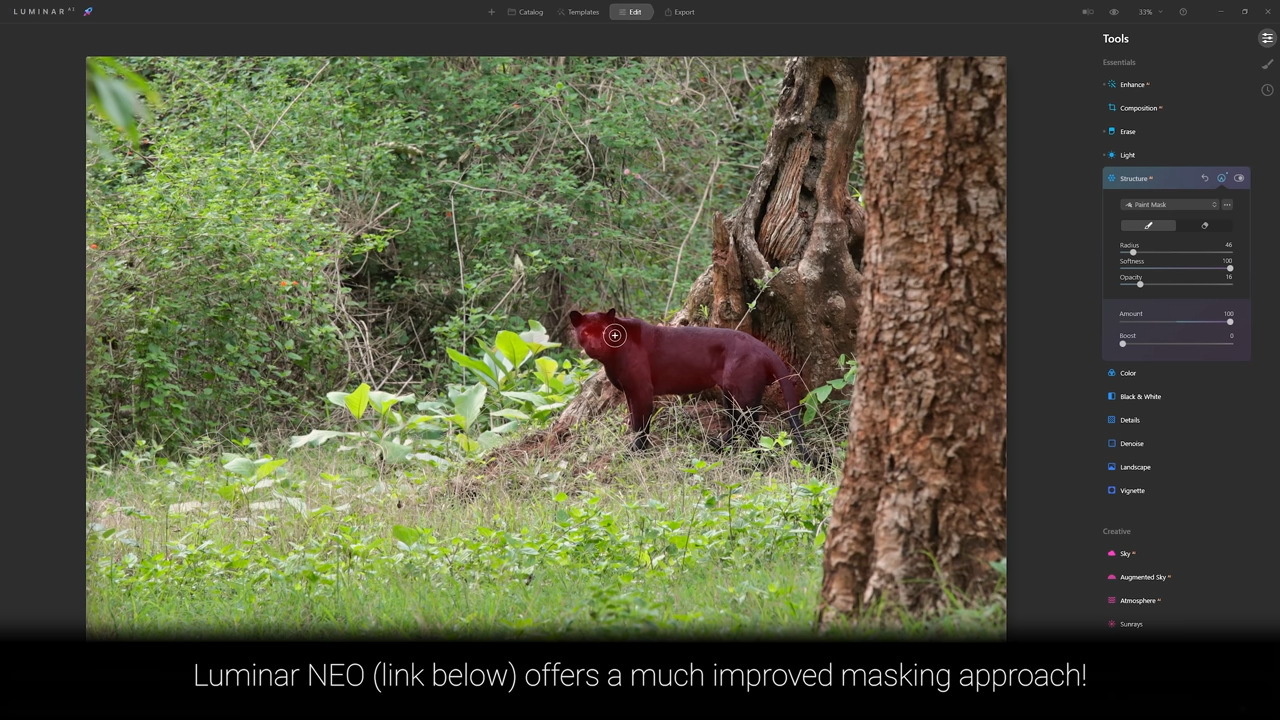 LUMINAR AI
Catalog
Templates
Edit
Export
33%
Tools
Essentials
Enhance AI
Composition AI
Erase
Light
Structure AI
Paint Mask
Radius 46
Softness 100
Opacity 16
Amount 100
Boost 0
Color
Black & White
Details
Denoise
Landscape
Vignette
Creative
Sky AI
Augmented Sky AI
Atmosphere AI
Sunrays
Luminar NEO (link below) offers a much improved masking approach!